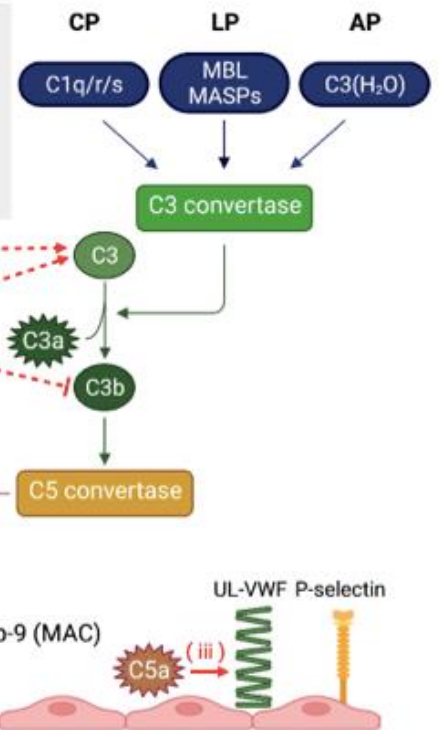 CP LP AP
C1q/r/s
MBL
MASPs
C3(H₂O)
C3 convertase
C3
C3a
C3b
C5 convertase
UL-VWF P-selectin
-9 (MAC)
C5a
(iii)